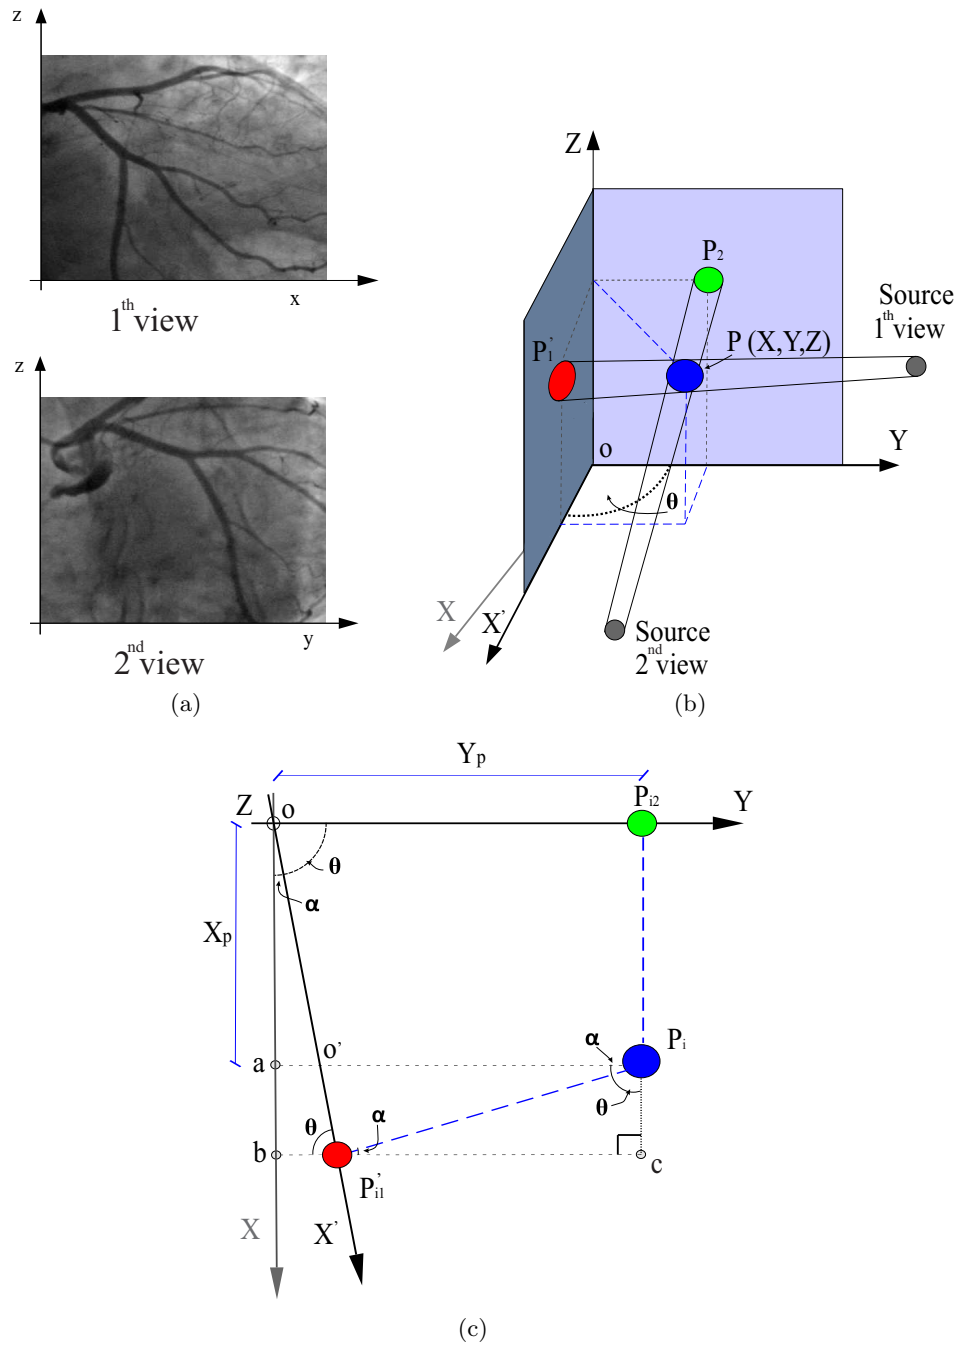 z
x
1th view
z
y
2nd view
(a)
Z
P2
Source
1th
view
P1'
P (X,Y,Z)
Y
o
θ
X
X'
Source
2nd
view
(b)
Yp
Z
o
Pi2
Y
θ
α
Xp
a
o'
α
Pi
θ
θ
α
b
c
Pi1'
X
X'
(c)